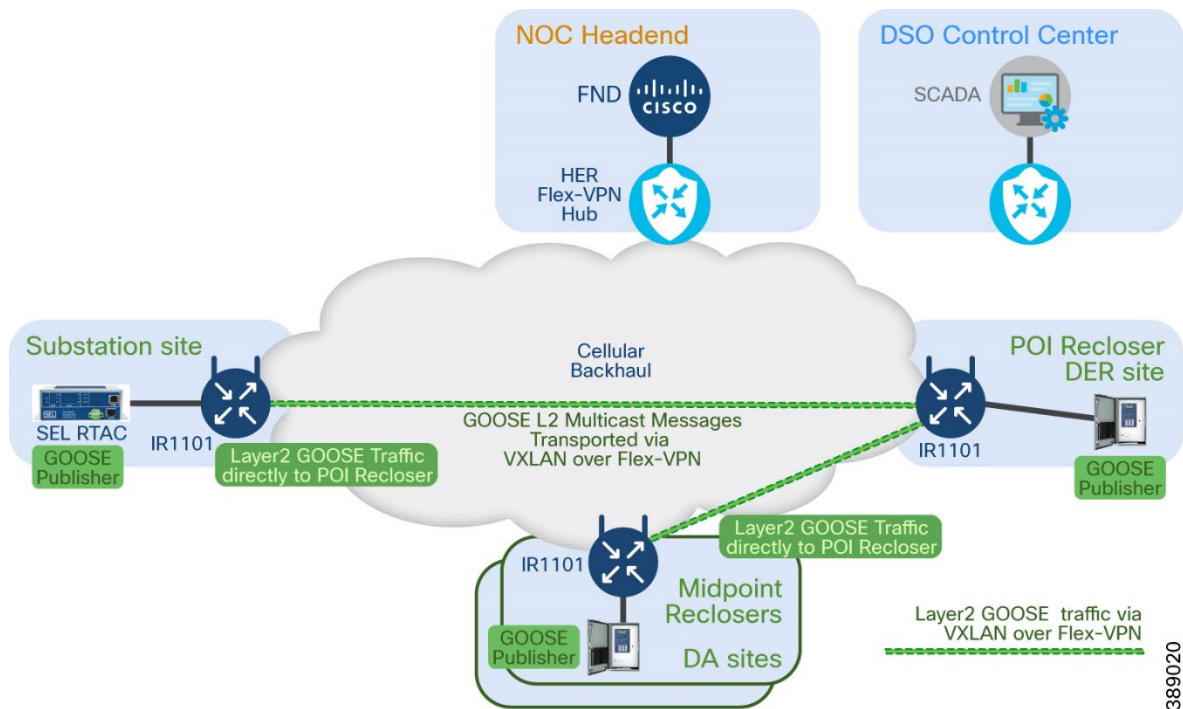 NOC Headend
FND
CISCO
HER
Flex-VPN
Hub
DSO Control Center
SCADA
Substation site
SEL RTAC
GOOSE
Publisher
IR1101
Layer2 GOOSE Traffic
directly to POI Recloser
Cellular
Backhaul
GOOSE L2 Multicast Messages
Transported via
VXLAN over Flex-VPN
POI Recloser
DER site
IR1101
GOOSE
Publisher
Layer2 GOOSE Traffic
directly to POI Recloser
IR1101
Midpoint
Reclosers
GOOSE
Publisher
DA sites
Layer2 GOOSE traffic via
VXLAN over Flex-VPN
389020